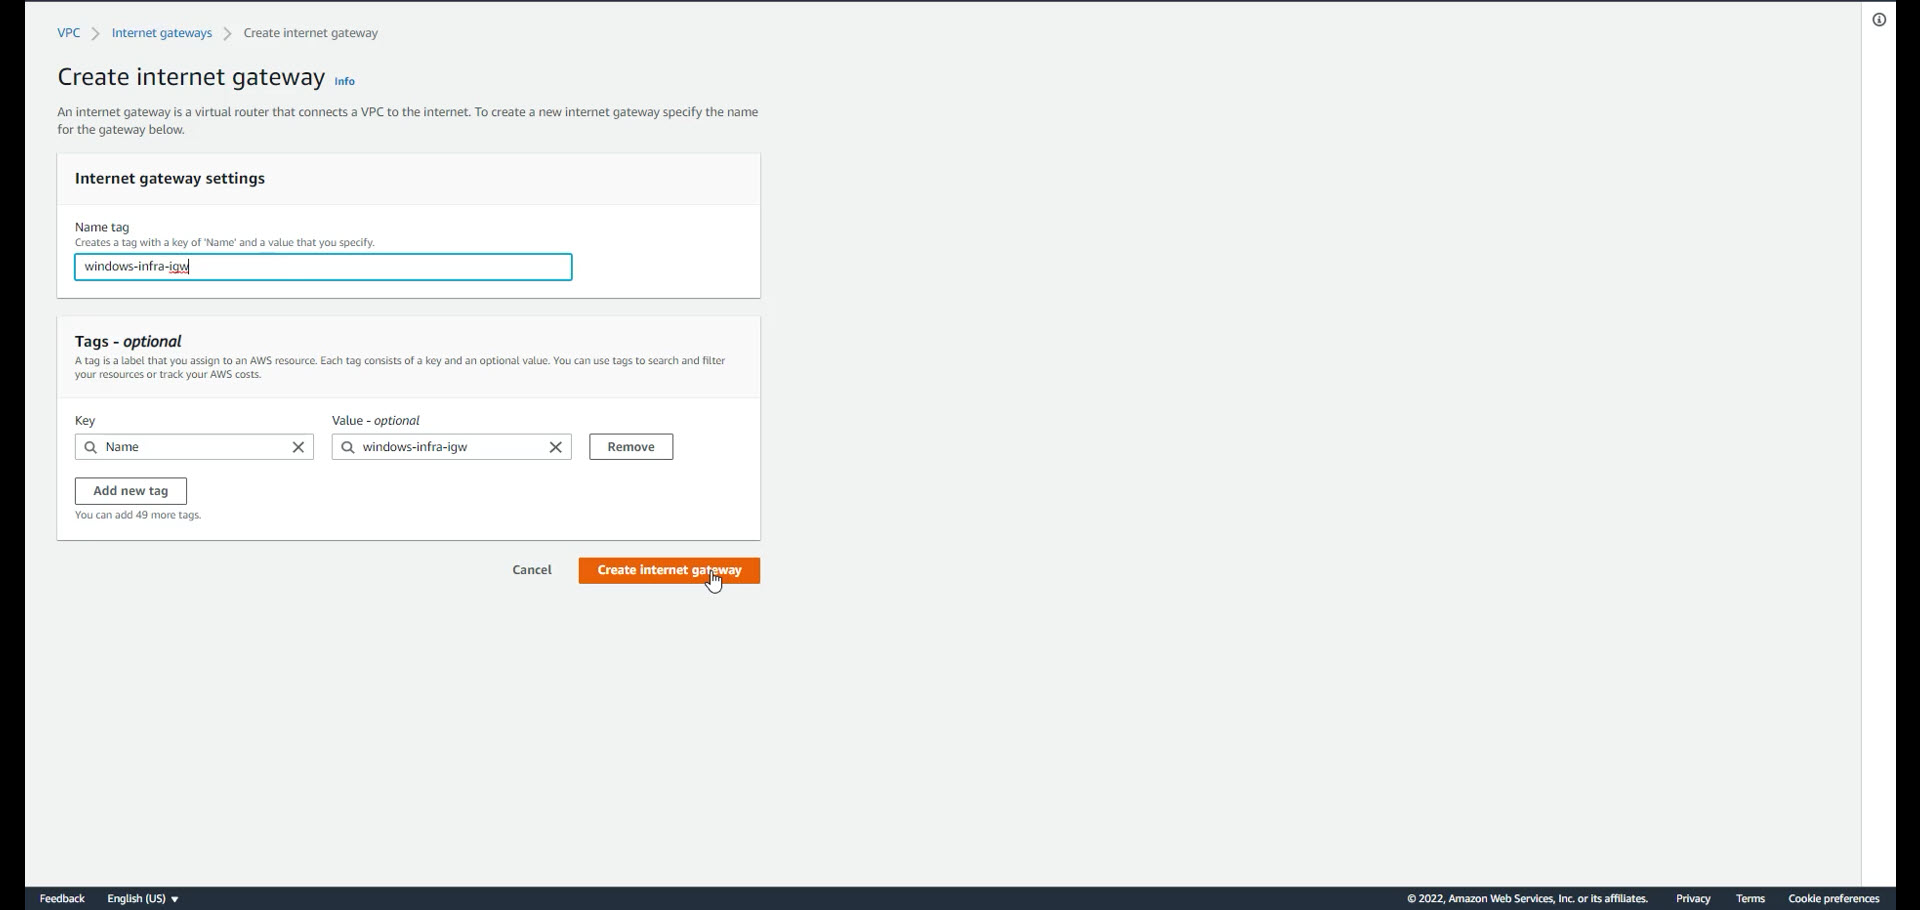 VPC > Internet gateways > Create internet gateway
Create internet gateway Info
An internet gateway is a virtual router that connects a VPC to the internet. To create a new internet gateway specify the name
for the gateway below.
Internet gateway settings
Name tag
Creates a tag with a key of 'Name' and a value that you specify.
windows-infra-igw
Tags - optional
A tag is a label that you assign to an AWS resource. Each tag consists of a key and an optional value. You can use tags to search and filter
your resources or track your AWS costs.
Key Value - optional
Name windows-infra-igw Remove
Add new tag
You can add 49 more tags.
Cancel Create internet gateway
Feedback English (US) © 2022, Amazon Web Services, Inc. or its affiliates. Privacy Terms Cookie preferences